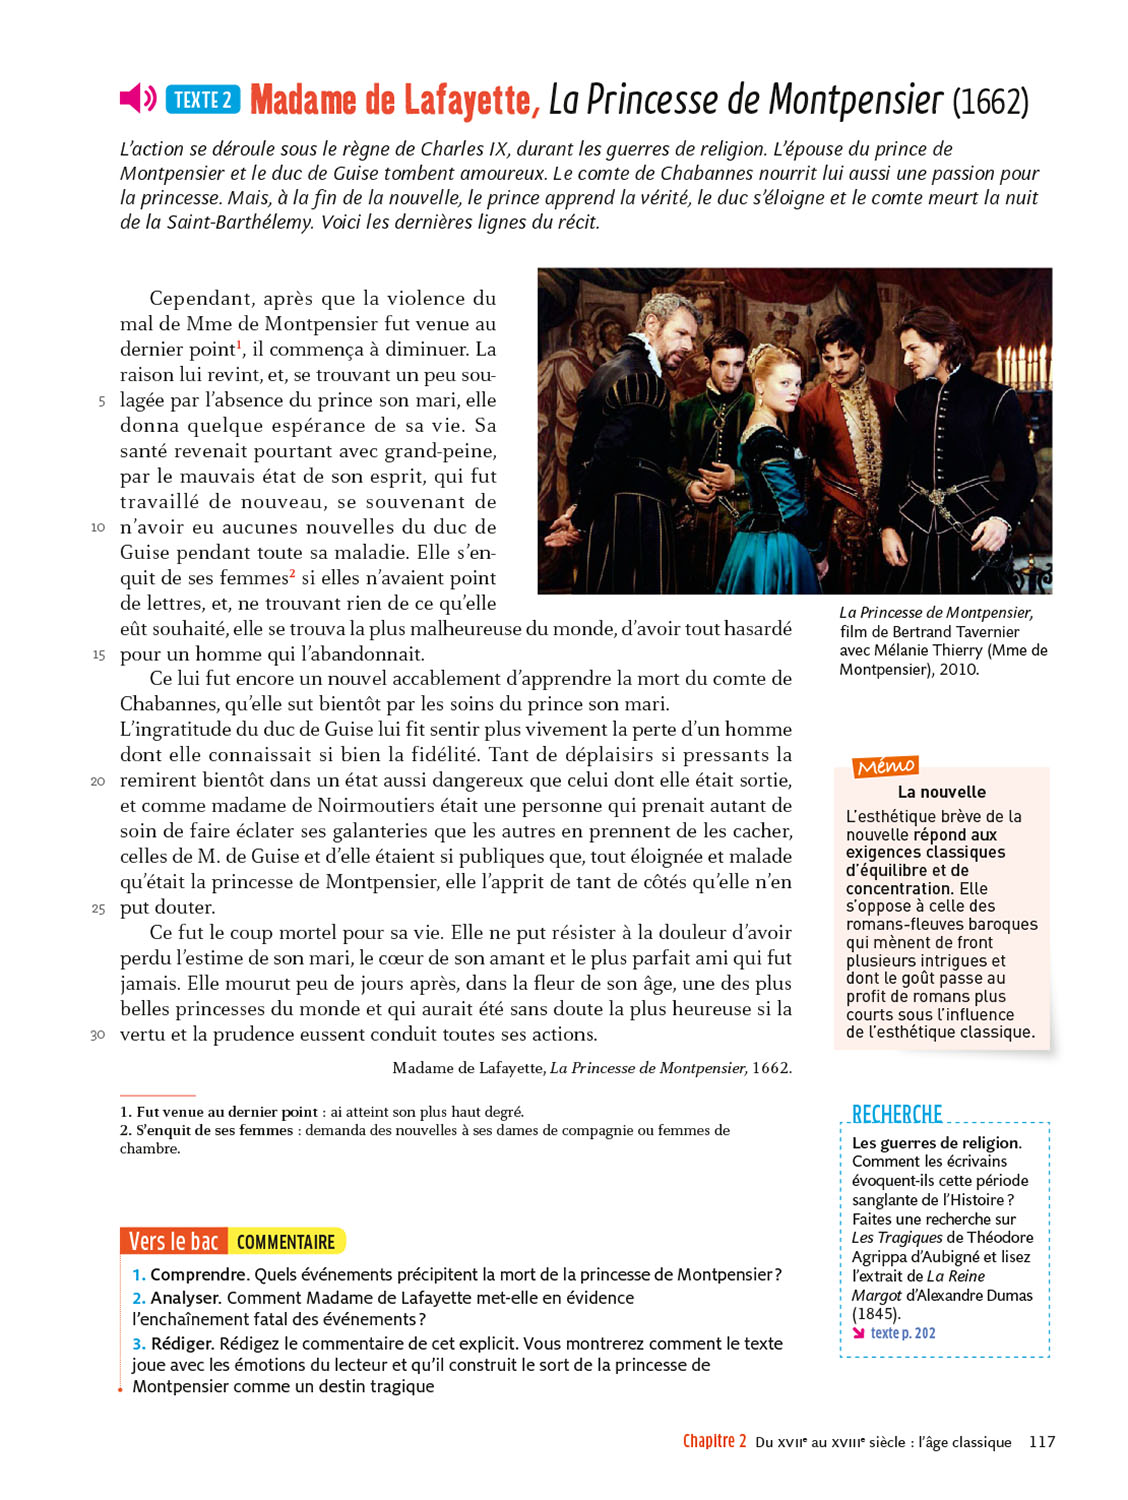 TEXTE 2 Madame de Lafayette, La Princesse de Montpensier (1662)
L'action se déroule sous le règne de Charles IX, durant les guerres de religion. L'épouse du prince de
Montpensier et le duc de Guise tombent amoureux. Le comte de Chabannes nourrit lui aussi une passion pour
la princesse. Mais, à la fin de la nouvelle, le prince apprend la vérité, le duc s'éloigne et le comte meurt la nuit
de la Saint-Barthélemy. Voici les dernières lignes du récit.
Cependant, après que la violence du
mal de Mme de Montpensier fut venue au
dernier point¹, il commença à diminuer. La
raison lui revint, et, se trouvant un peu sou-
5 lagée par l'absence du prince son mari, elle
donna quelque espérance de sa vie. Sa
santé revenait pourtant avec grand-peine,
par le mauvais état de son esprit, qui fut
travaillé de nouveau, se souvenant de
10 n'avoir eu aucunes nouvelles du duc de
Guise pendant toute sa maladie. Elle s'en-
quit de ses femmes² si elles n'avaient point
de lettres, et, ne trouvant rien de ce qu'elle
eût souhaité, elle se trouva la plus malheureuse du monde, d'avoir tout hasardé
15 pour un homme qui l'abandonnait.
Ce lui fut encore un nouvel accablement d'apprendre la mort du comte de
Chabannes, qu'elle sut bientôt par les soins du prince son mari.
L'ingratitude du duc de Guise lui fit sentir plus vivement la perte d'un homme
dont elle connaissait si bien la fidélité. Tant de déplaisirs si pressants la
20 remirent bientôt dans un état aussi dangereux que celui dont elle était sortie,
et comme madame de Noirmoutiers était une personne qui prenait autant de
soin de faire éclater ses galanteries que les autres en prennent de les cacher,
celles de M. de Guise et d'elle étaient si publiques que, tout éloignée et malade
qu'était la princesse de Montpensier, elle l'apprit de tant de côtés qu'elle n'en
25 put douter.
Ce fut le coup mortel pour sa vie. Elle ne put résister à la douleur d'avoir
perdu l'estime de son mari, le cœur de son amant et le plus parfait ami qui fut
jamais. Elle mourut peu de jours après, dans la fleur de son âge, une des plus
belles princesses du monde et qui aurait été sans doute la plus heureuse si la
30 vertu et la prudence eussent conduit toutes ses actions.
Madame de Lafayette, La Princesse de Montpensier, 1662.
1. Fut venue au dernier point : ai atteint son plus haut degré.
2. S'enquit de ses femmes : demanda des nouvelles à ses dames de compagnie ou femmes de
chambre.
La Princesse de Montpensier,
film de Bertrand Tavernier
avec Mélanie Thierry (Mme de
Montpensier), 2010.
Mémo
La nouvelle
L'esthétique brève de la
nouvelle répond aux
exigences classiques
d'équilibre et de
concentration. Elle
s'oppose à celle des
romans-fleuves baroques
qui mènent de front
plusieurs intrigues et
dont le goût passe au
profit de romans plus
courts sous l'influence
de l'esthétique classique.
RECHERCHE
Les guerres de religion.
Comment les écrivains
évoquent-ils cette période
sanglante de l'Histoire ?
Faites une recherche sur
Les Tragiques de Théodore
Agrippa d'Aubigné et lisez
l'extrait de La Reine
Margot d'Alexandre Dumas
(1845).
texte p. 202
Vers le bac COMMENTAIRE
1. Comprendre. Quels événements précipitent la mort de la princesse de Montpensier ?
2. Analyser. Comment Madame de Lafayette met-elle en évidence
l'enchaînement fatal des événements ?
3. Rédiger. Rédigez le commentaire de cet explicit. Vous montrerez comment le texte
joue avec les émotions du lecteur et qu'il construit le sort de la princesse de
Montpensier comme un destin tragique
Chapitre 2 Du XVIIe au XVIIIe siècle : l'âge classique 117